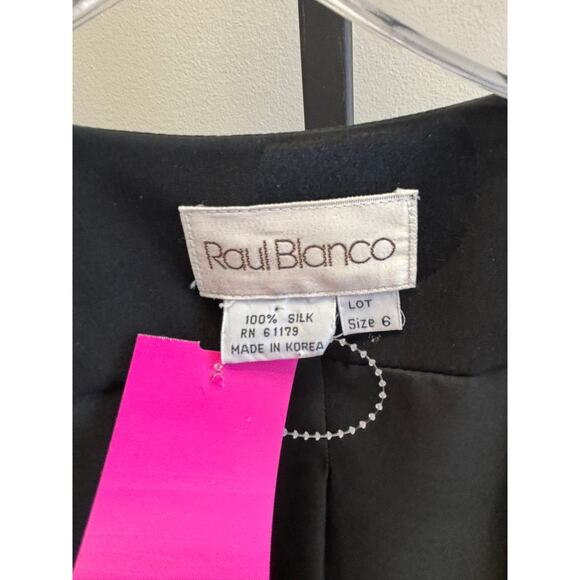 Raul Blanco
100% SILK
RN 61179
MADE IN KOREA
LOT
Size 6